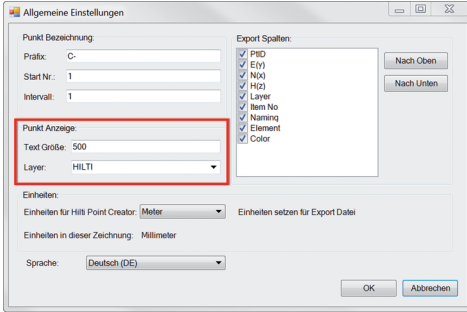 Allgemeine Einstellungen
Punkt Bezeichnung:
Präfix: C-
Start Nr.: 1
Intervall: 1
Punkt Anzeige:
Text Größe: 500
Layer: HILTI
Export Spalten:
PtID
E(y)
N(x)
H(z)
Layer
Item No
Naming
Element
Color
Nach Oben
Nach Unten
Einheiten:
Einheiten für Hilti Point Creator: Meter Einheiten setzen für Export Datei
Einheiten in dieser Zeichnung: Millimeter
Sprache: Deutsch (DE)
OK Abbrechen